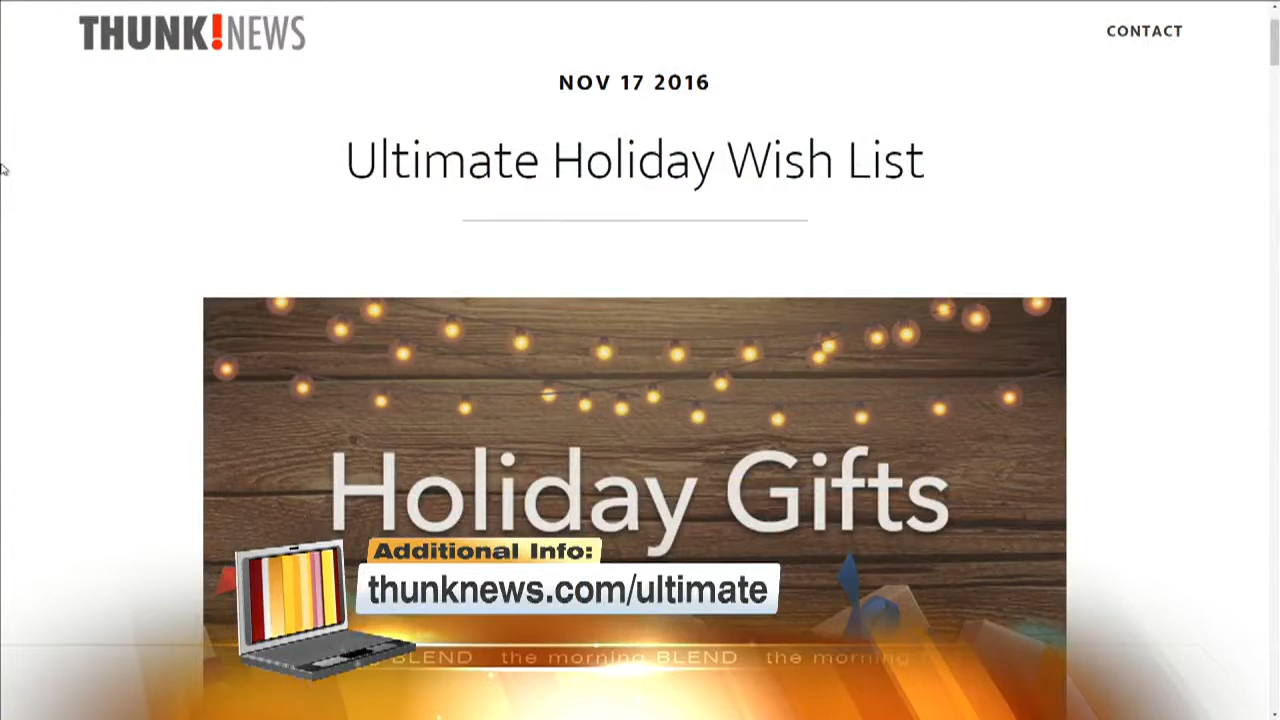 THUNK!NEWS
CONTACT
NOV 17 2016
Ultimate Holiday Wish List
Holiday Gifts
Additional Info:
thunknews.com/ultimate
BLEND the morning BLEND the morning